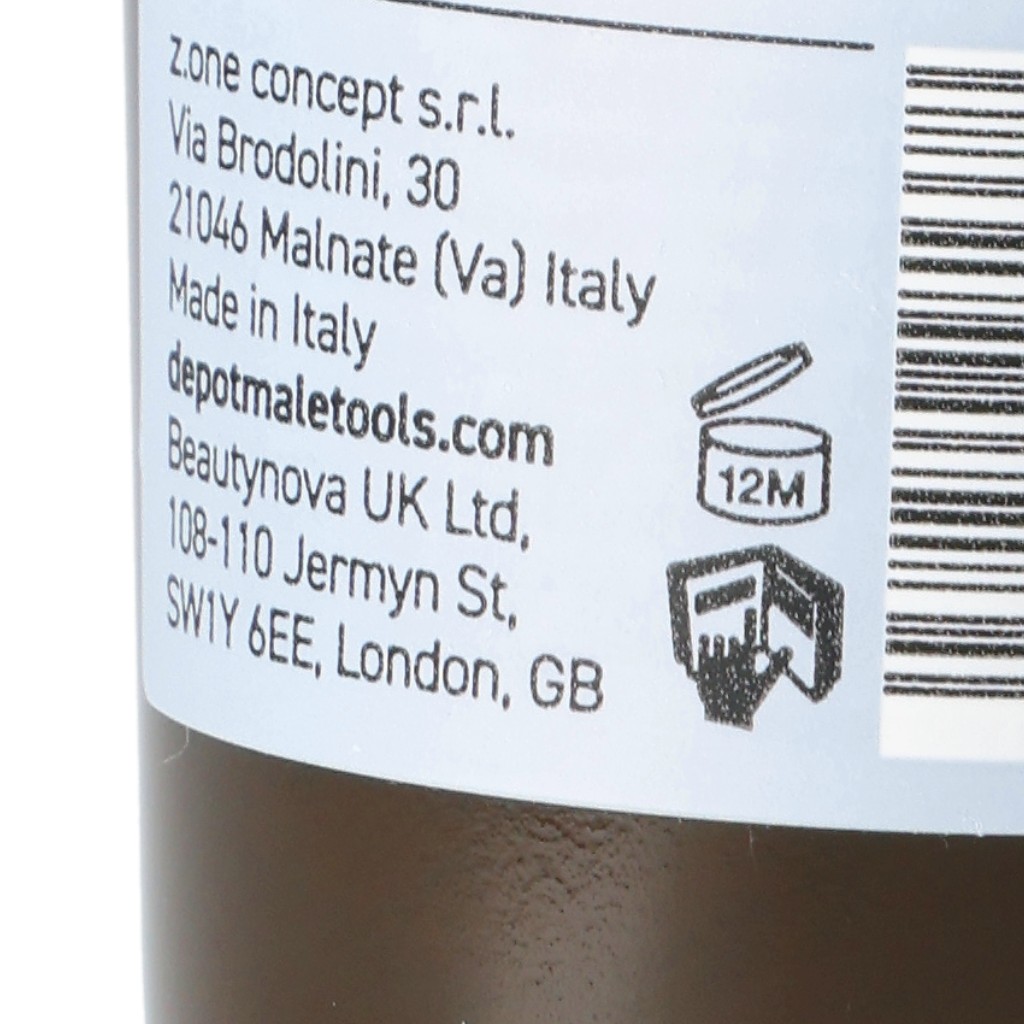 z.one concept s.r.l.
Via Brodolini, 30
21046 Malnate (Va) Italy
Made in Italy
depotmaletools.com
Beautynova UK Ltd,
108-110 Jermyn St,
SW1Y 6EE, London, GB
12M